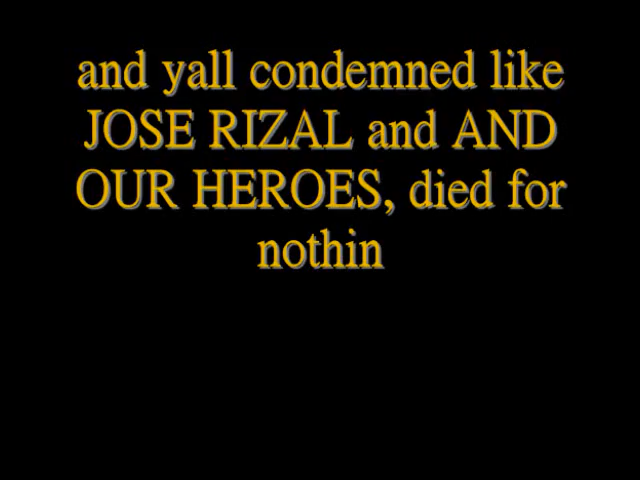 and yall condemned like
JOSE RIZAL and AND
OUR HEROES, died for
nothin